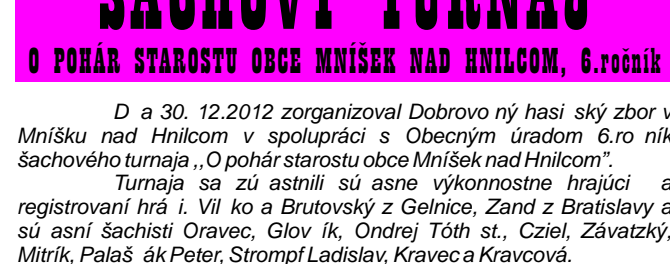 ŠACHOVÝ TURNAJ
O POHÁR STAROSTU OBCE MNÍŠEK NAD HNILCOM, 6.ročník
D a 30. 12.2012 zorganizoval Dobrovo ný hasi ský zbor v
Mníšku nad Hnilcom v spolupráci s Obecným úradom 6.ro ník
šachového turnaja ,,O pohár starostu obce Mníšek nad Hnilcom”.
Turnaja sa zú astnili sú asne výkonnostne hrajúci a
registrovaní hrá i. Vil ko a Brutovský z Gelnice, Zand z Bratislavy a
sú asní šachisti Oravec, Glov ík, Ondrej Tóth st., Cziel, Závatzký,
Mitrík, Palaš ák Peter, Strompf Ladislav, Kravec a Kravcová.